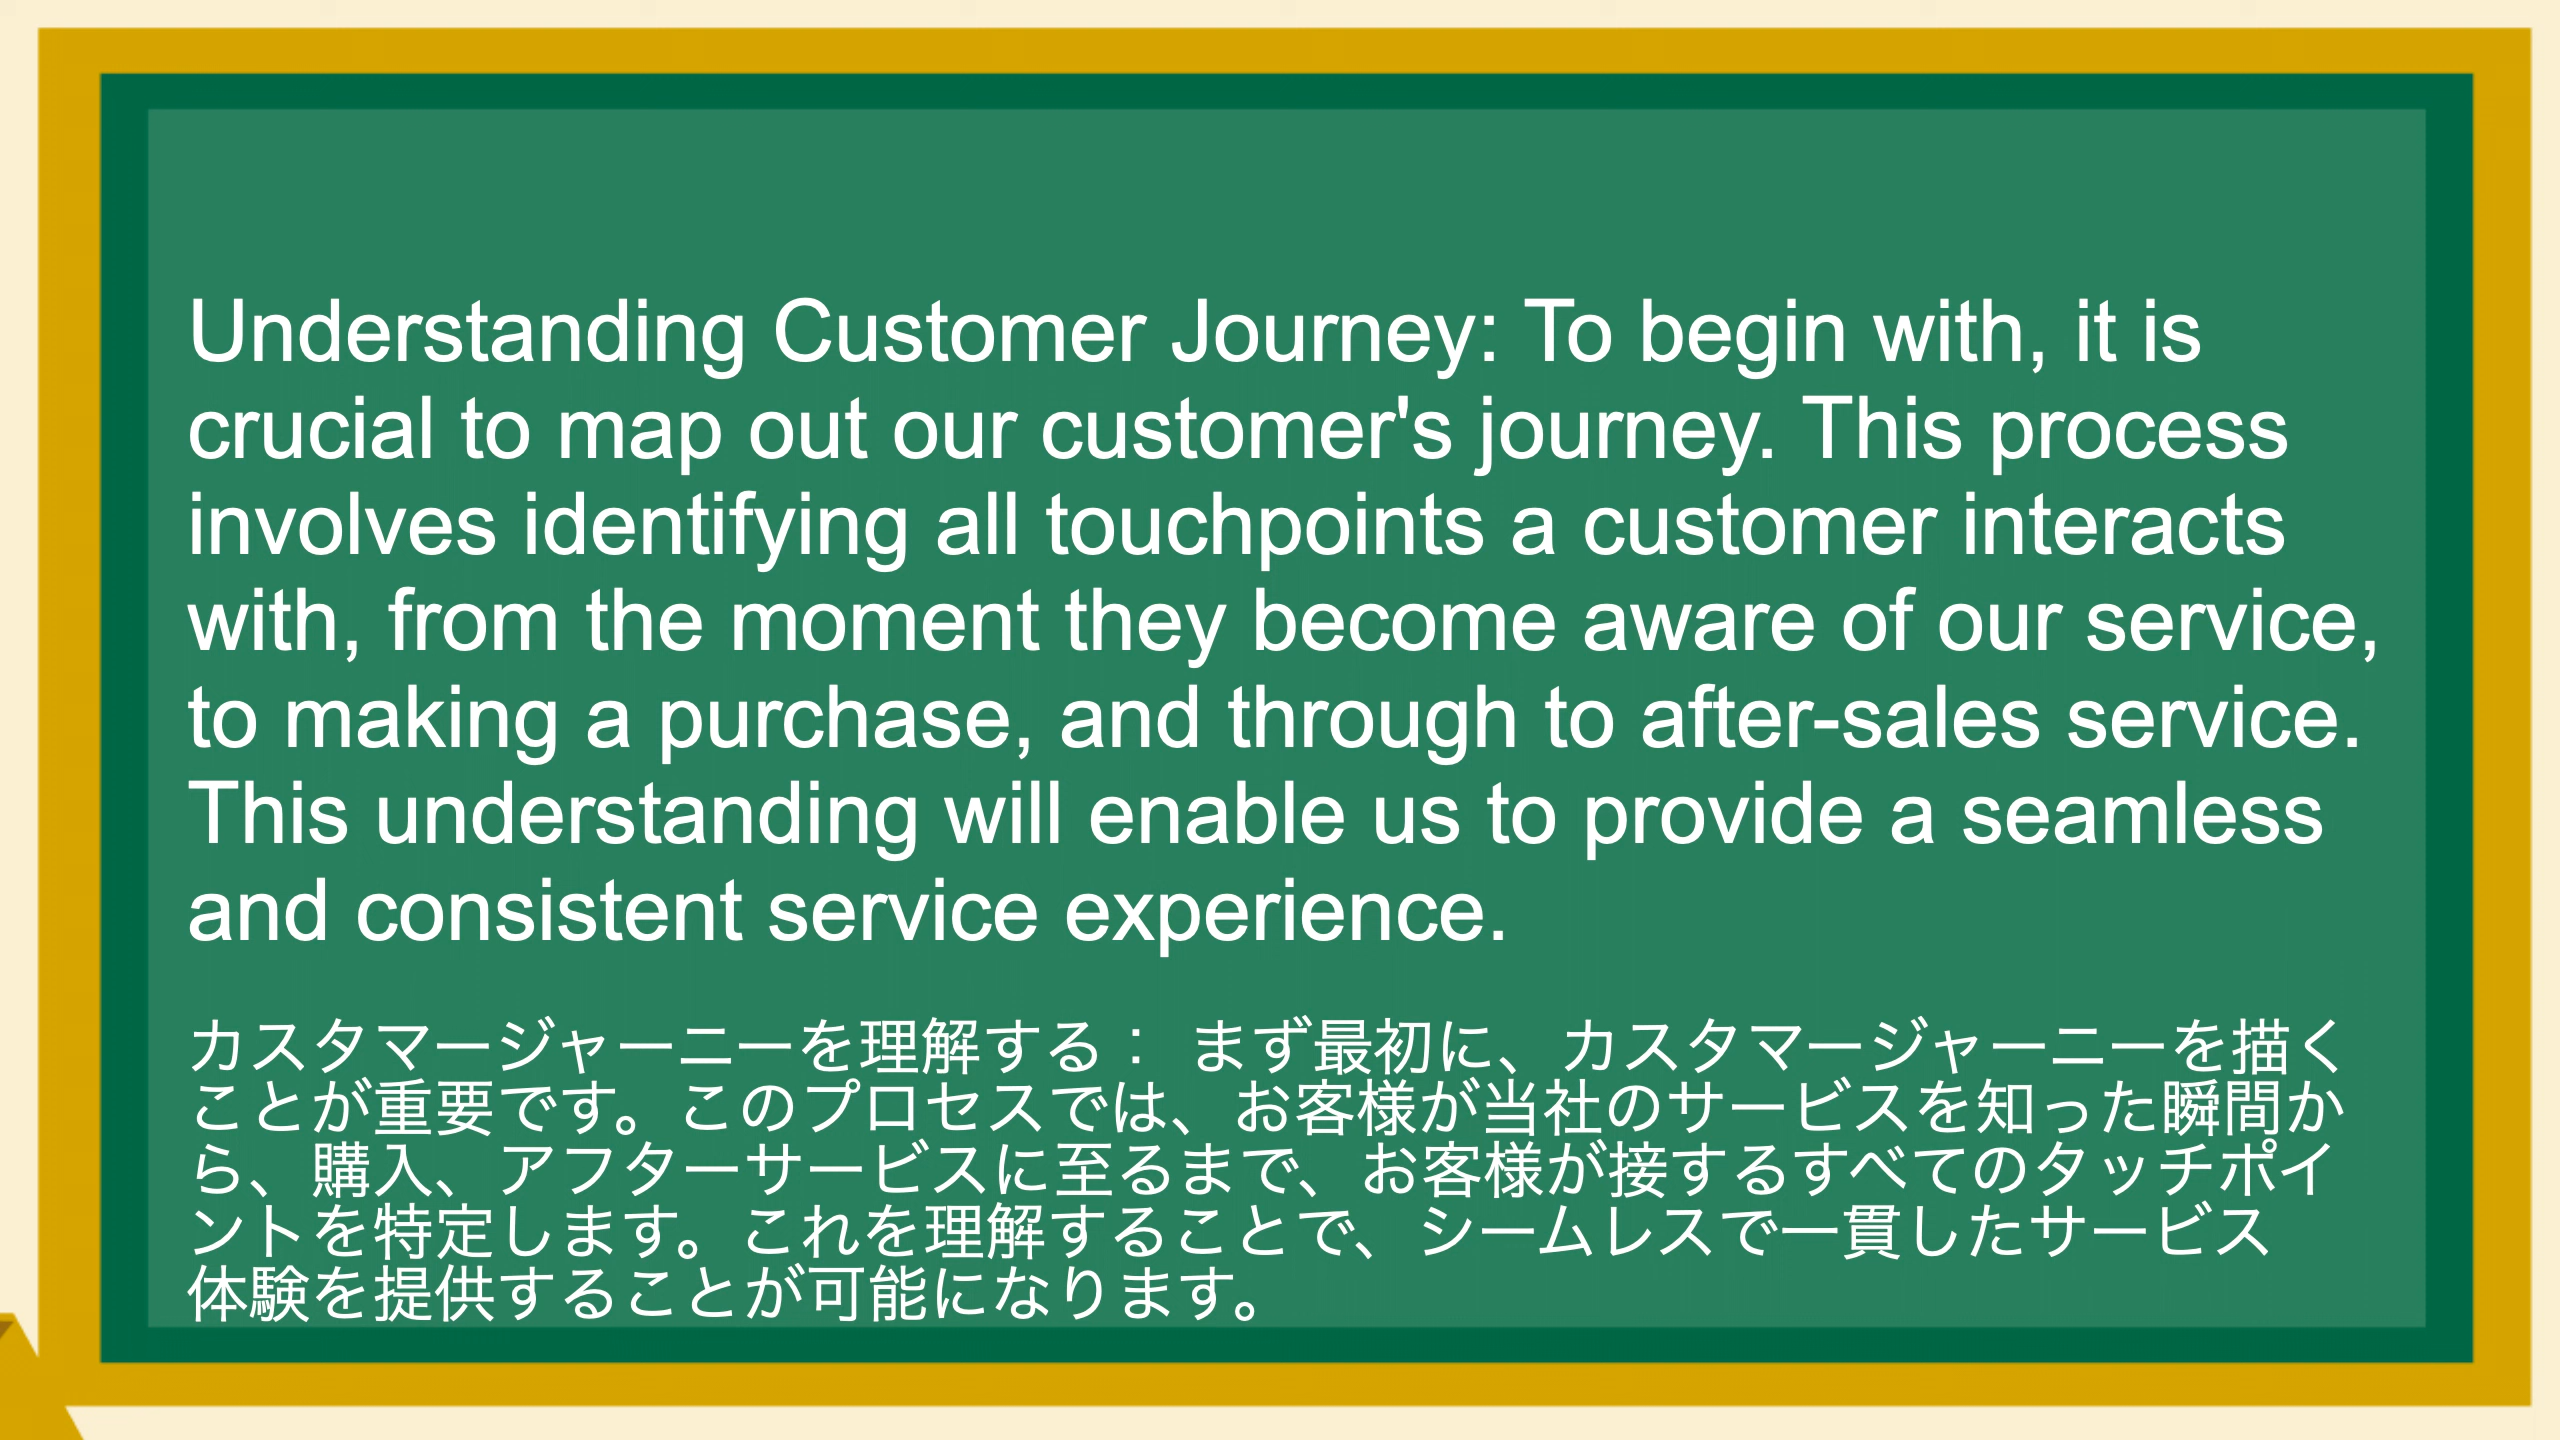 Understanding Customer Journey: To begin with, it is
crucial to map out our customer's journey. This process
involves identifying all touchpoints a customer interacts
with, from the moment they become aware of our service,
to making a purchase, and through to after-sales service.
This understanding will enable us to provide a seamless
and consistent service experience.
カスタマージャーニーを理解する： まず最初に、カスタマージャーニーを描く
ことが重要です。このプロセスでは、お客様が当社のサービスを知った瞬間か
ら、購入、アフターサービスに至るまで、お客様が接するすべてのタッチポイ
ントを特定します。これを理解することで、シームレスで一貫したサービス
体験を提供することが可能になります。